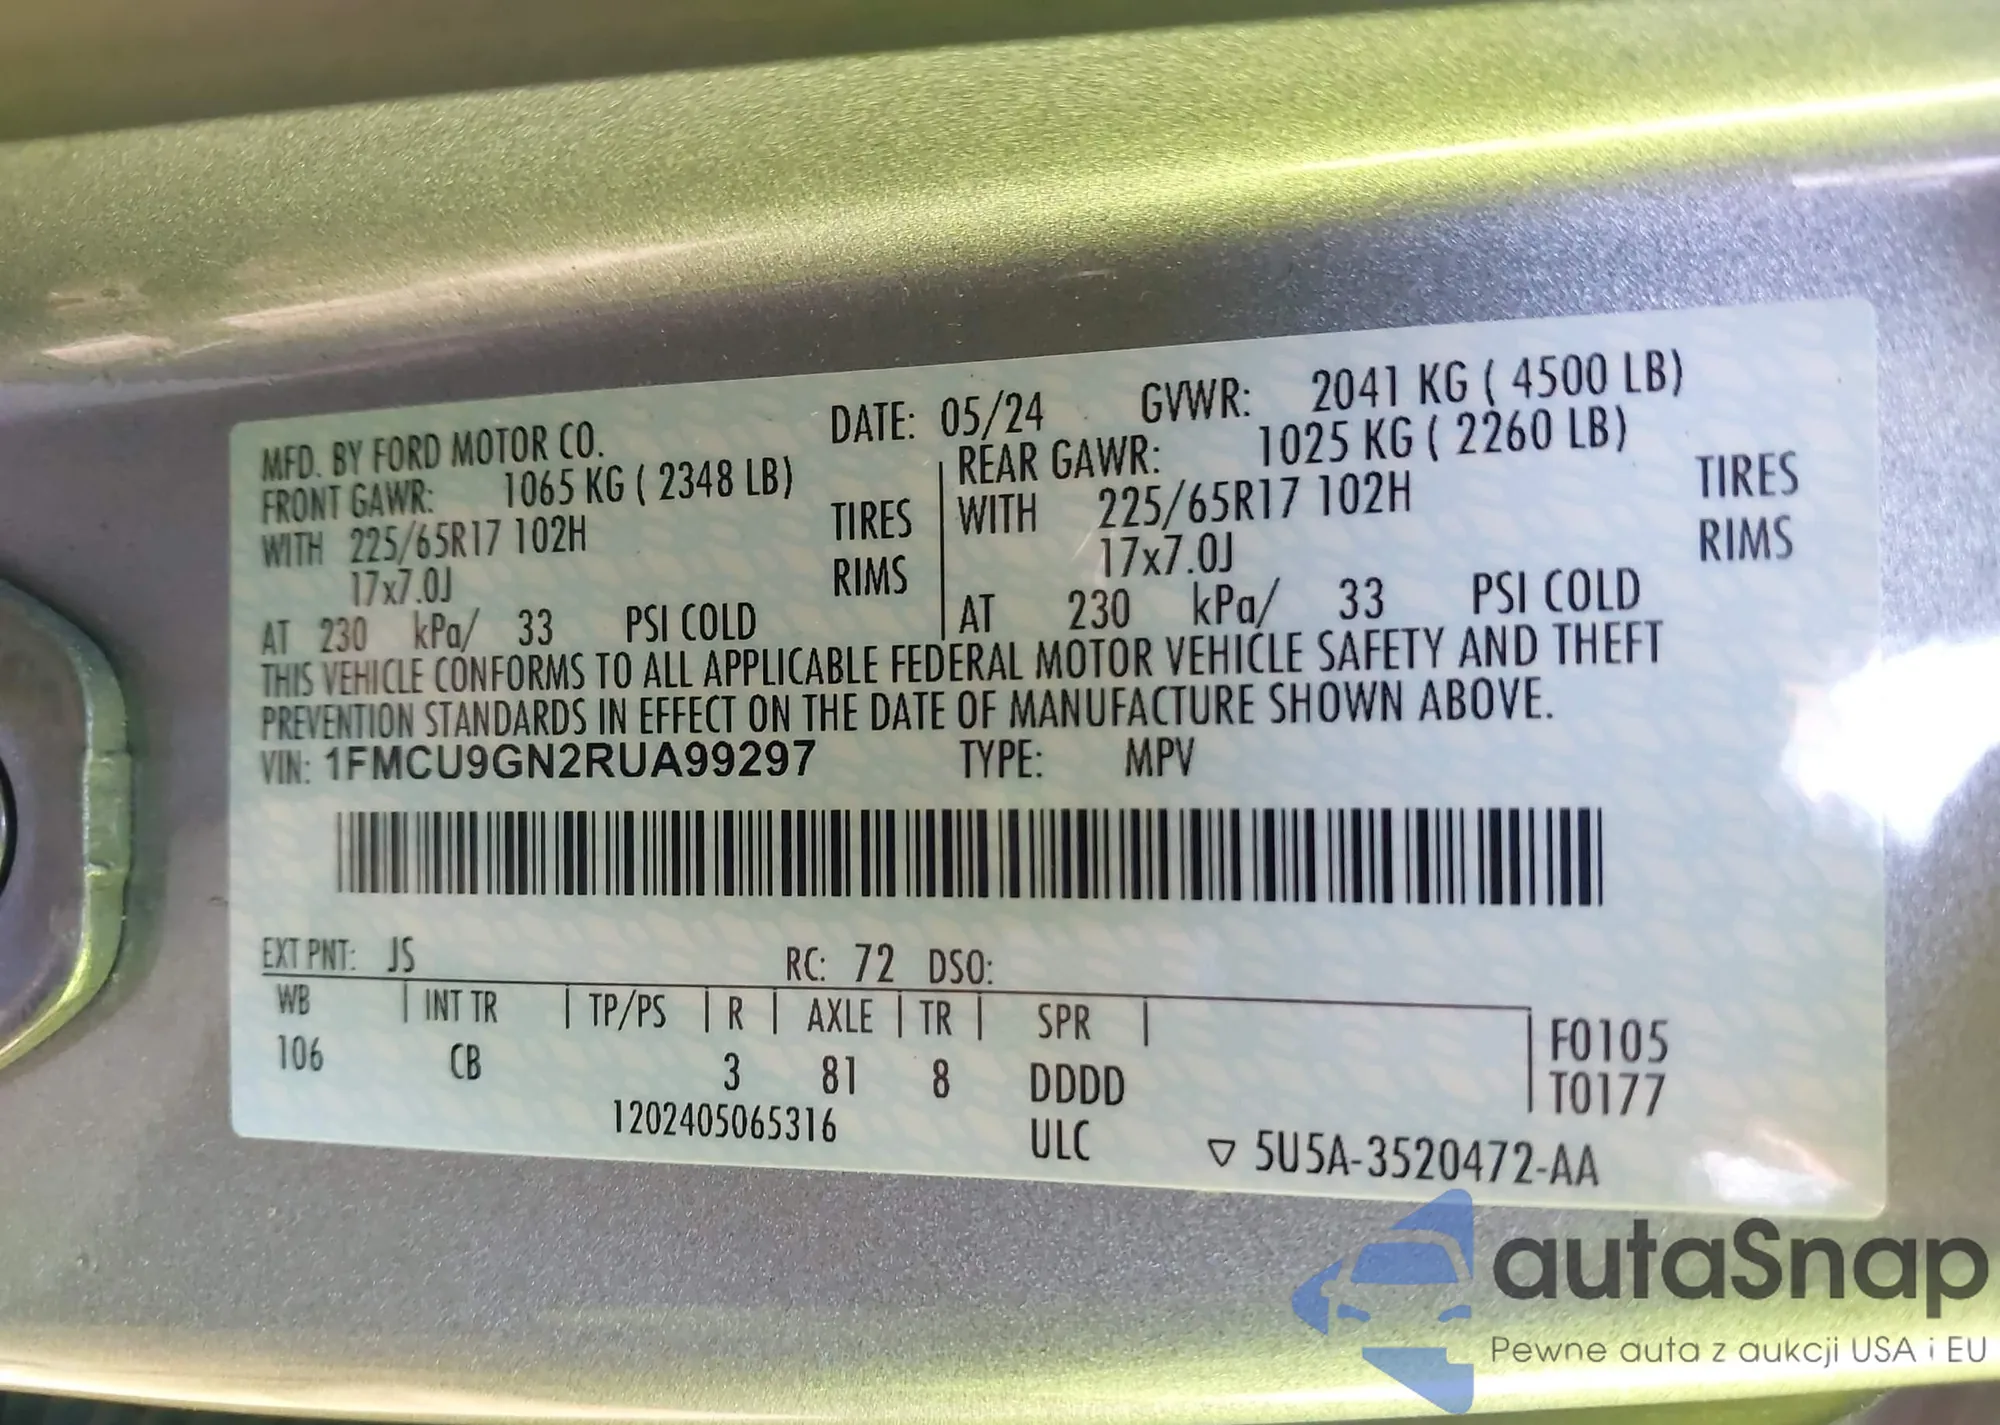 MFD. BY FORD MOTOR CO. DATE: 05/24 GVWR: 2041 KG ( 4500 LB)
FRONT GAWR: 1065 KG ( 2348 LB) REAR GAWR: 1025 KG ( 2260 LB)
WITH 225/65R17 102H TIRES WITH 225/65R17 102H TIRES
17x7.0J RIMS 17x7.0J RIMS
AT 230 kPa/ 33 PSI COLD AT 230 kPa/ 33 PSI COLD
THIS VEHICLE CONFORMS TO ALL APPLICABLE FEDERAL MOTOR VEHICLE SAFETY AND THEFT
PREVENTION STANDARDS IN EFFECT ON THE DATE OF MANUFACTURE SHOWN ABOVE.
VIN: 1FMCU9GN2RUA99297 TYPE: MPV
EXT PNT: JS RC: 72 DSO:
WB INT TR TP/PS R AXLE TR SPR F0105
106 CB 3 81 8 DDDD T0177
1202405065316 ULC ▽ 5U5A-3520472-AA
autaSnap
Pewne auta z aukcji USA i EU